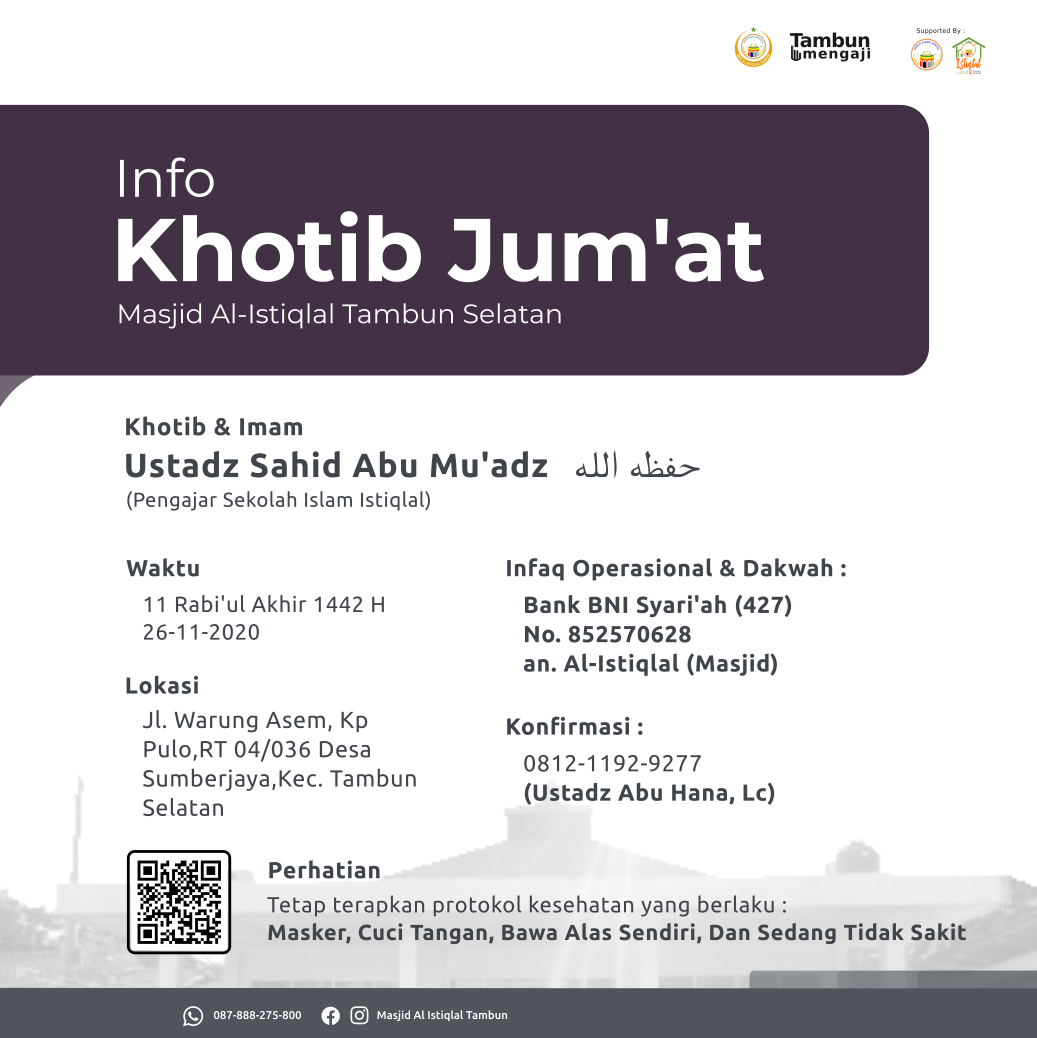 Tambun
mengaji
Supported By :
Istiqlal
Info
Khotib Jum'at
Masjid Al-Istiqlal Tambun Selatan
Khotib & Imam
Ustadz Sahid Abu Mu'adz حفظه الله
(Pengajar Sekolah Islam Istiqlal)
Waktu
11 Rabi'ul Akhir 1442 H
26-11-2020
Lokasi
Jl. Warung Asem, Kp
Pulo,RT 04/036 Desa
Sumberjaya,Kec. Tambun
Selatan
Infaq Operasional & Dakwah :
Bank BNI Syari'ah (427)
No. 852570628
an. Al-Istiqlal (Masjid)
Konfirmasi :
0812-1192-9277
(Ustadz Abu Hana, Lc)
Perhatian
Tetap terapkan protokol kesehatan yang berlaku :
Masker, Cuci Tangan, Bawa Alas Sendiri, Dan Sedang Tidak Sakit
087-888-275-800
Masjid Al Istiqlal Tambun